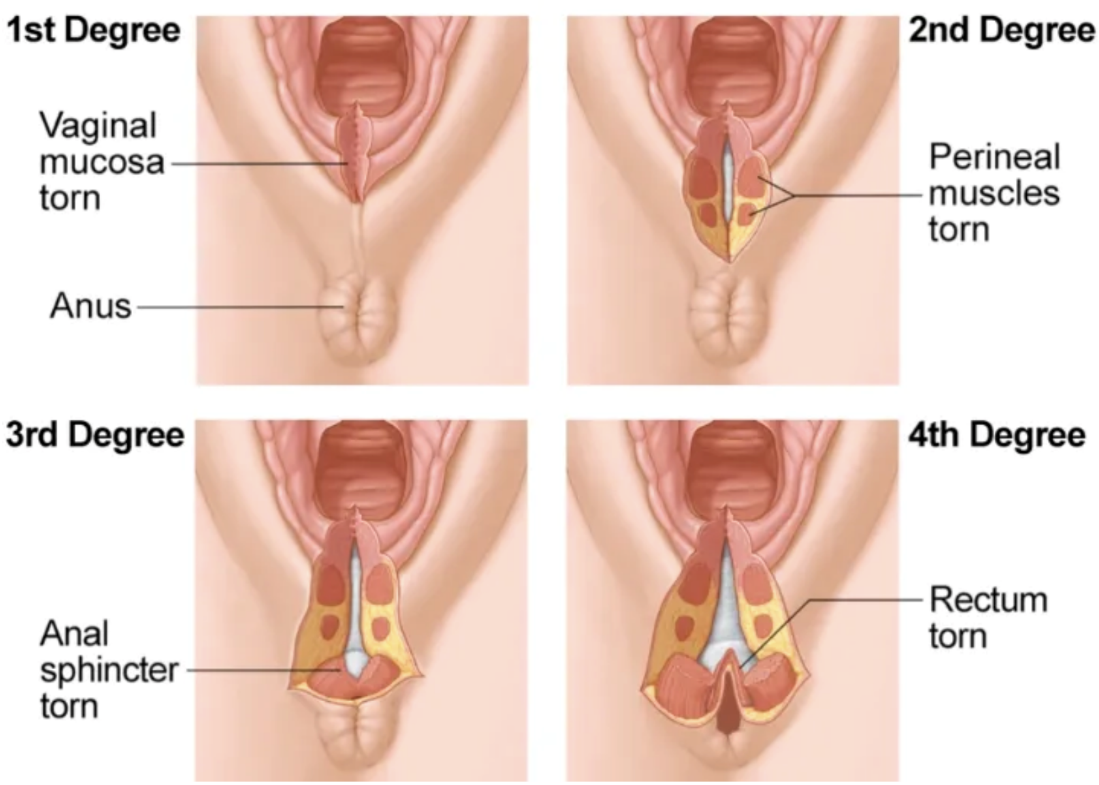 1st Degree
Vaginal
mucosa
torn
Anus
2nd Degree
Perineal
muscles
torn
3rd Degree
Anal
sphincter
torn
4th Degree
Rectum
torn